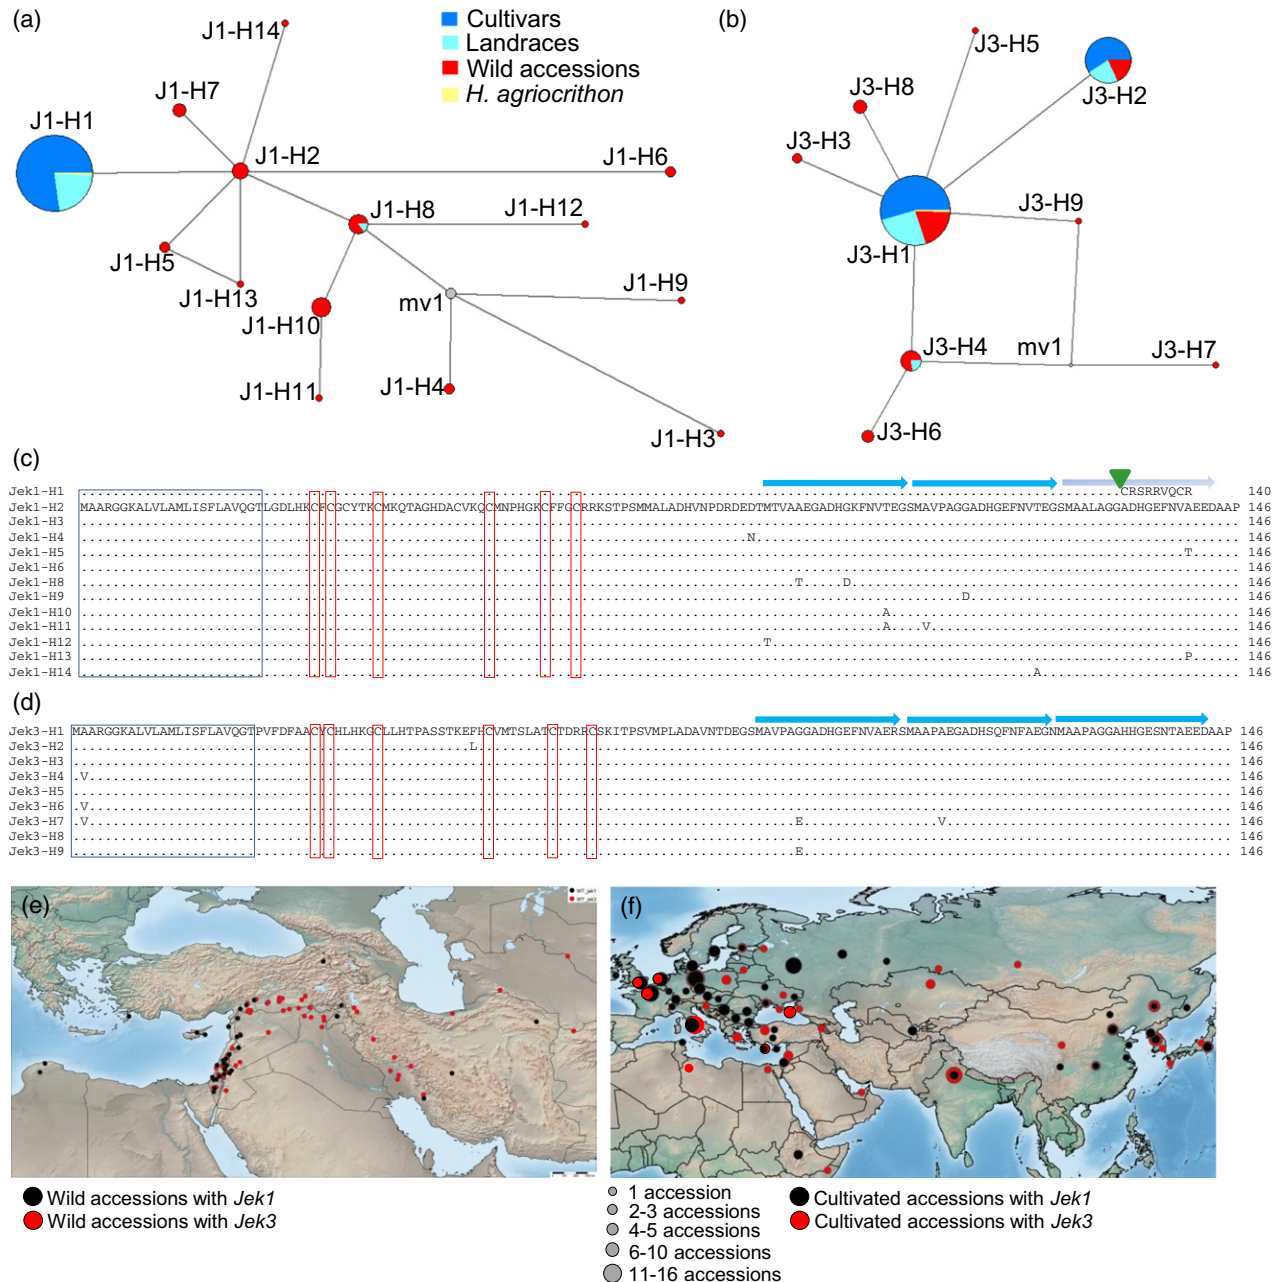 (a)
J1-H14
J1-H7
J1-H1
J1-H2
J1-H6
J1-H8
J1-H12
J1-H5
J1-H13
J1-H10
mv1
J1-H9
J1-H11
J1-H4
J1-H3
Cultivars
Landraces
Wild accessions
H. agriocrithon
(b)
J3-H5
J3-H2
J3-H8
J3-H3
J3-H9
J3-H1
J3-H4
mv1
J3-H7
J3-H6
(c)
Jek1-H1 CRSRRVQCR 140
Jek1-H2 MAARGGKALVLAMLISFLAVQGTLGDLHKCFCGCYTKCMKQTAGHDACVKQCMNPHGKCFFGCRRKSTPSMMALADHVNPDRDEDTMTVAAEGADHGKFNVTEGSMAVPAGGADHGEFNVTEGSMAALAGGADHGEFNVAEEDAAP 146
Jek1-H3 146
Jek1-H4 N 146
Jek1-H5 T 146
Jek1-H6 146
Jek1-H8 T D 146
Jek1-H9 D 146
Jek1-H10 A 146
Jek1-H11 A V 146
Jek1-H12 T 146
Jek1-H13 P 146
Jek1-H14 A 146
(d)
Jek3-H1 MAARGGKALVLAMLISFLAVQGTPVFDFAACYCHLHKGCLLHTPASSTKEFHCVMTSLATCTDRRCSKITPSVMPLADAVNTDEGSMAVPAGGADHGEFNVAERSMAAPAEGADHSQFNFAEGNMAAPAGGAHHGESNTAEEDAAP 146
Jek3-H2 L 146
Jek3-H3 146
Jek3-H4 V 146
Jek3-H5 146
Jek3-H6 V 146
Jek3-H7 V E V 146
Jek3-H8 146
Jek3-H9 E 146
(e)
WT_jek1
WT_jek3
Wild accessions with Jek1
Wild accessions with Jek3
(f)
1 accession
2-3 accessions
4-5 accessions
6-10 accessions
11-16 accessions
Cultivated accessions with Jek1
Cultivated accessions with Jek3